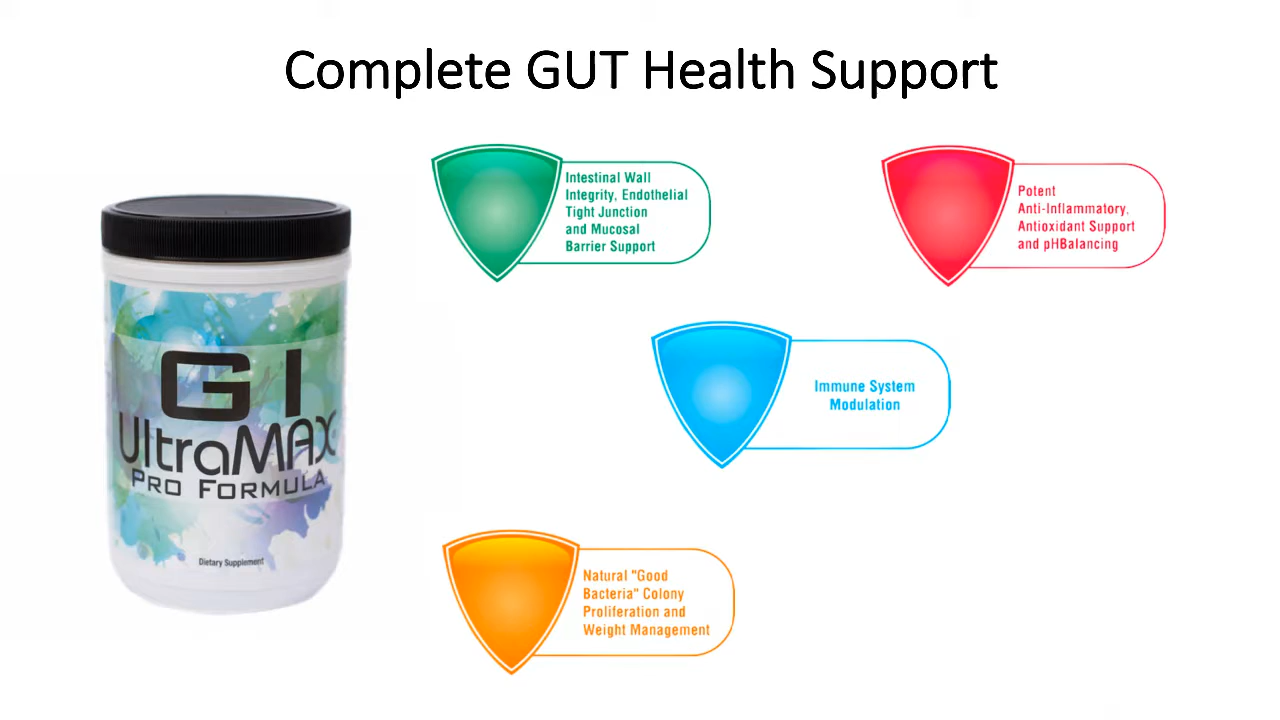 Complete GUT Health Support
Intestinal Wall
Integrity, Endothelial
Tight Junction
and Mucosal
Barrier Support
Potent
Anti-Inflammatory,
Antioxidant Support
and pHBalancing
GI
UltraMAX
PRO FORMULA
Dietary Supplement
Immune System
Modulation
Natural "Good
Bacteria" Colony
Proliferation and
Weight Management